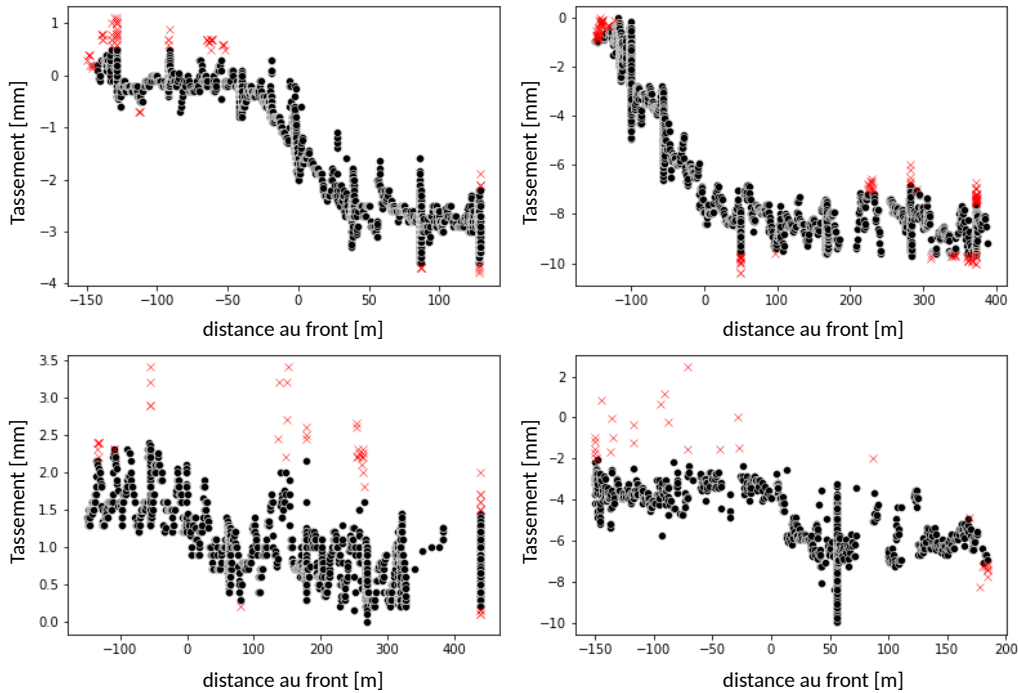 1
0
−1
−2
−3
−4
Tassement [mm]
−150 −100 −50 0 50 100
distance au front [m]
0
−2
−4
−6
−8
−10
Tassement [mm]
−100 0 100 200 300 400
distance au front [m]
3.5
3.0
2.5
2.0
1.5
1.0
0.5
0.0
Tassement [mm]
−100 0 100 200 300 400
distance au front [m]
2
0
−2
−4
−6
−8
−10
Tassement [mm]
−150 −100 −50 0 50 100 150 200
distance au front [m]